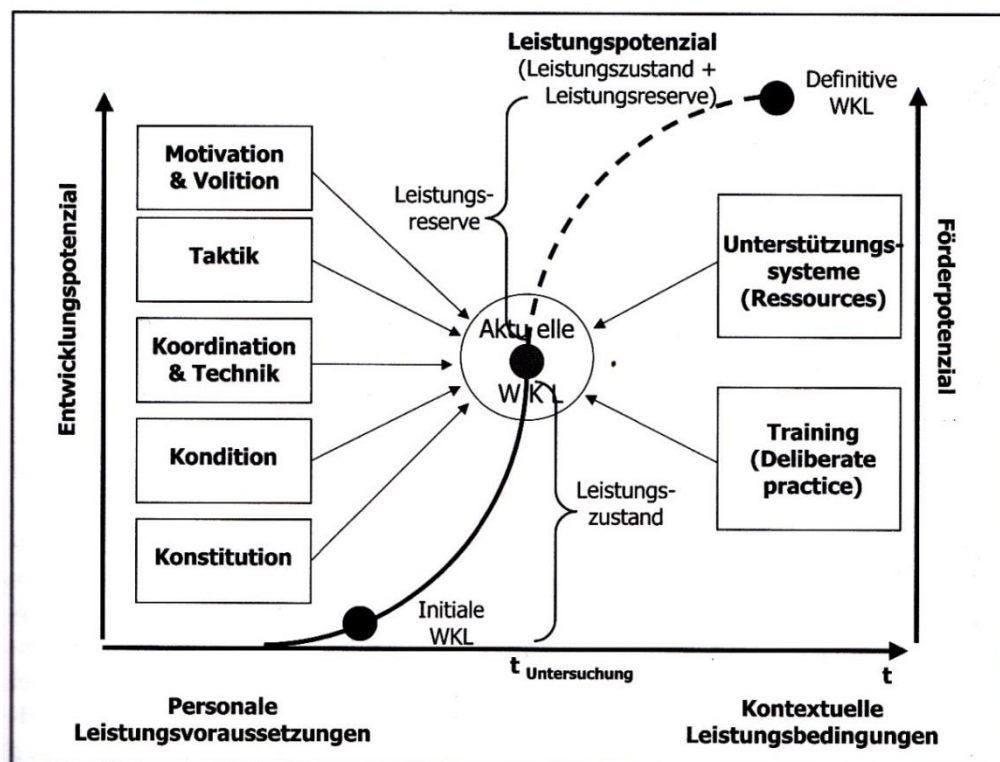 Leistungspotenzial
(Leistungszustand +
Leistungsreserve)
Definitive
WKL
Entwicklungspotenzial
Motivation
& Volition
Taktik
Koordination
& Technik
Kondition
Konstitution
Leistungs-
reserve
Aktuelle
WKL
Leistungs-
zustand
Initiale
WKL
Unterstützungs-
systeme
(Ressources)
Training
(Deliberate
practice)
Förderpotenzial
t Untersuchung
t
Personale
Leistungsvoraussetzungen
Kontextuelle
Leistungsbedingungen